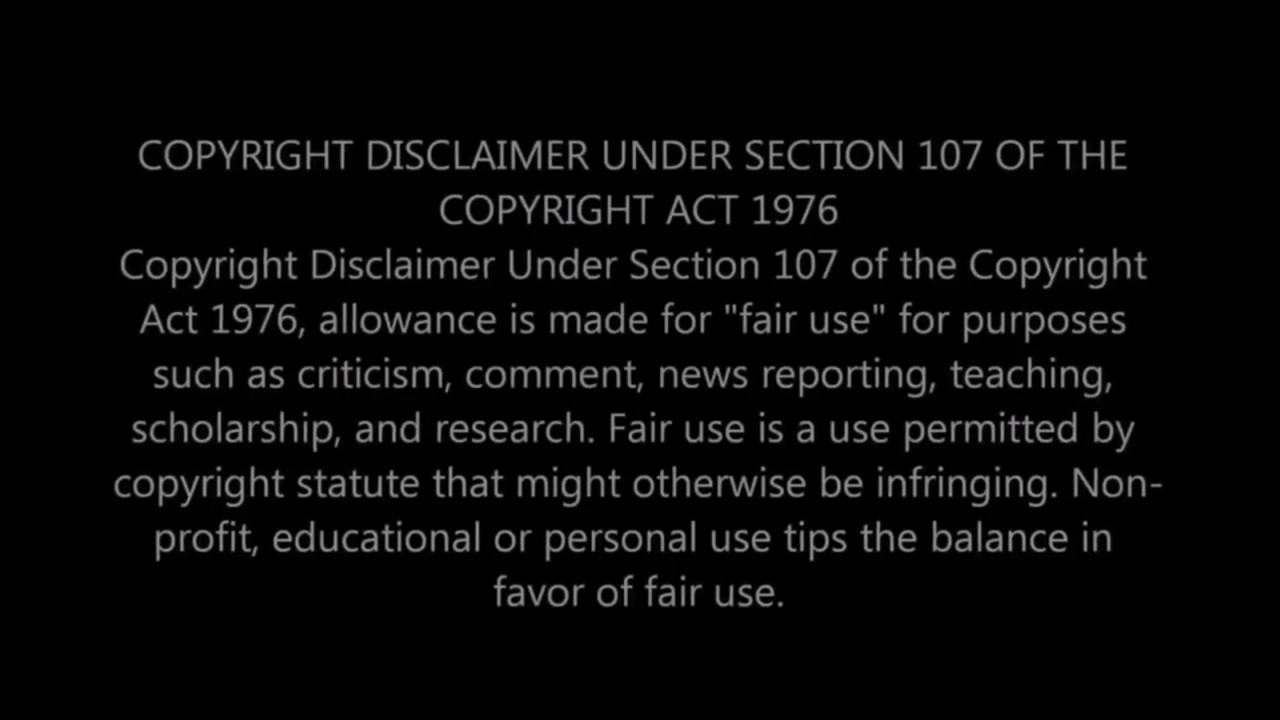 COPYRIGHT DISCLAIMER UNDER SECTION 107 OF THE
COPYRIGHT ACT 1976
Copyright Disclaimer Under Section 107 of the Copyright
Act 1976, allowance is made for "fair use" for purposes
such as criticism, comment, news reporting, teaching,
scholarship, and research. Fair use is a use permitted by
copyright statute that might otherwise be infringing. Non-
profit, educational or personal use tips the balance in
favor of fair use.